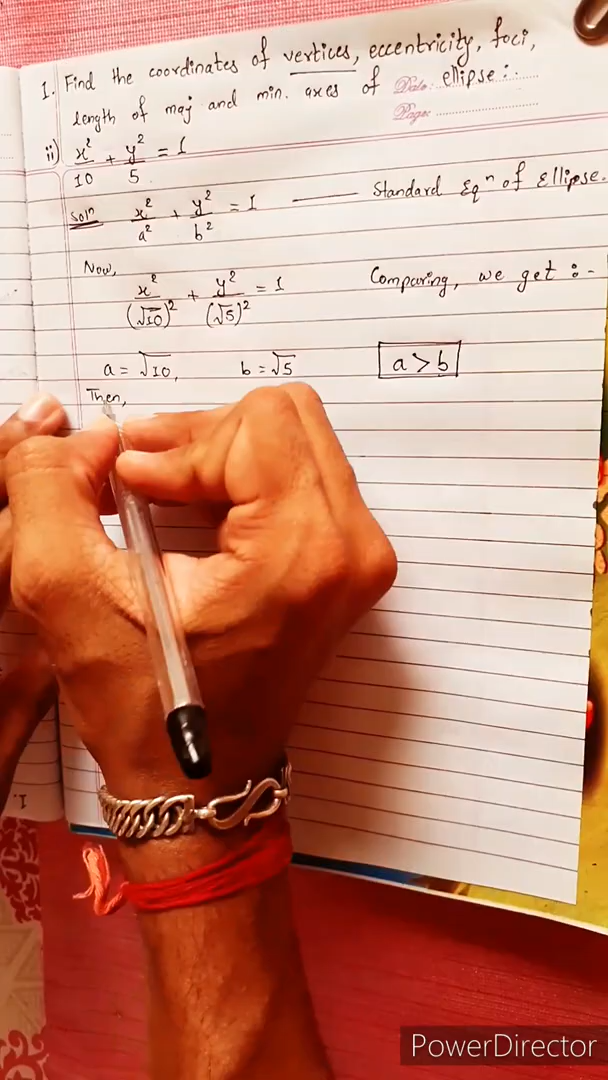 1. Find the coordinates of vertices, eccentricity, foci,
length of maj and min. axes of ellipse :.
Date:
Page:
ii) x²/10 + y²/5 = 1
Solⁿ x²/a² + y²/b² = 1 —— Standard Eqⁿ of Ellipse.
Now,
x²/(√10)² + y²/(√5)² = 1 Comparing, we get :-
a = √10, b = √5 a > b
Then,
1.
PowerDirector